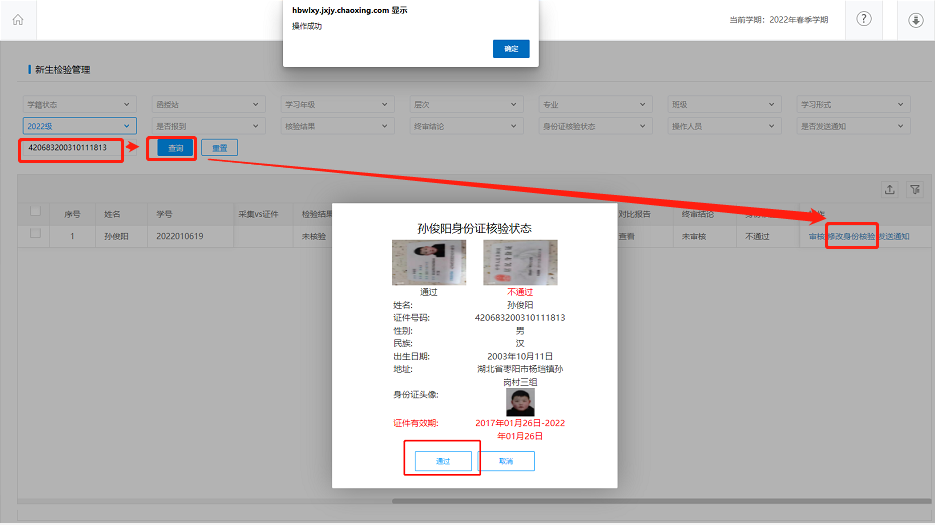 hbwlxy.jxjy.chaoxing.com 显示
操作成功
确定
当前学期：2022年春季学期
新生检验管理
学籍状态 函授站 学习年级 层次 专业 班级 学习形式
2022级 是否报到 核验结果 终审结论 身份证核验状态 操作人员 是否发送通知
420683200310111813 查询 重置
序号 姓名 学号 采集vs证件 检验结果 对比报告 终审结论
1 孙俊阳 2022010619 未核验 查看 未审核 不通过 审核 修改身份核验 发送通知
孙俊阳身份证核验状态
通过 不通过
姓名: 孙俊阳
证件号码: 420683200310111813
性别: 男
民族: 汉
出生日期: 2003年10月11日
地址: 湖北省枣阳市杨垱镇孙
岗村三组
身份证头像:
证件有效期: 2017年01月26日-2022
年01月26日
通过 取消